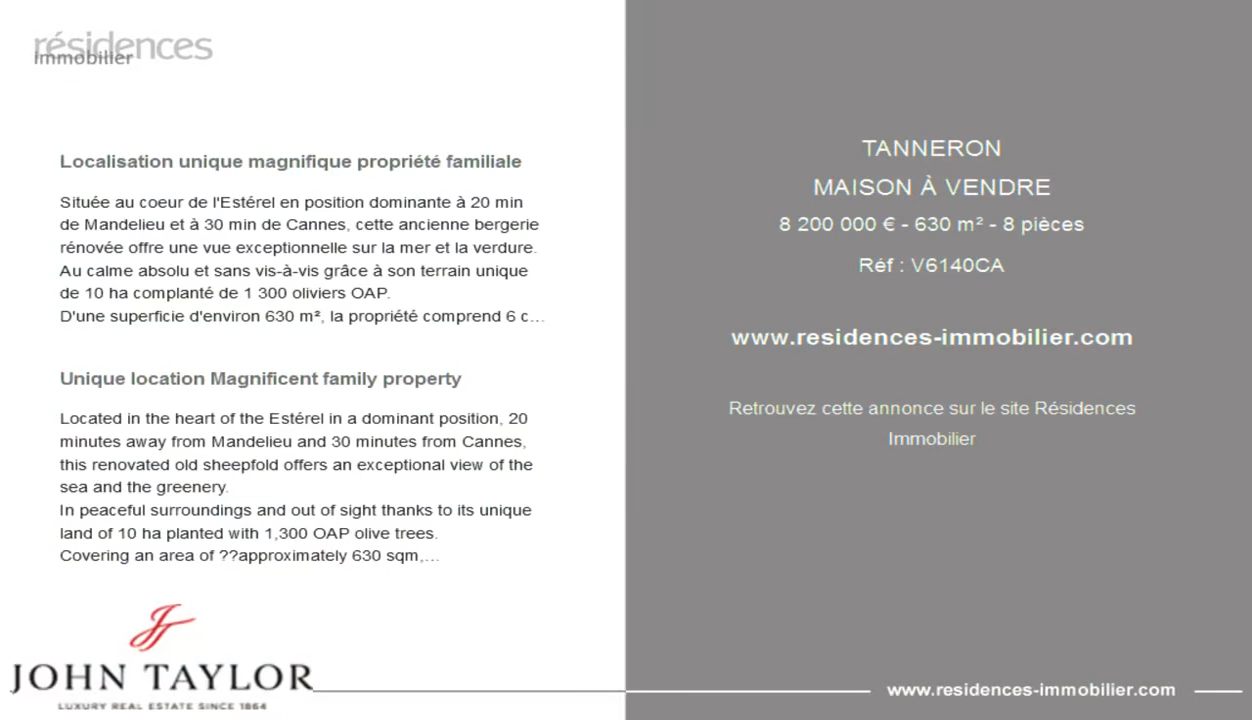 résidences
immobilier
Localisation unique magnifique propriété familiale
Située au coeur de l'Estérel en position dominante à 20 min
de Mandelieu et à 30 min de Cannes, cette ancienne bergerie
rénovée offre une vue exceptionnelle sur la mer et la verdure.
Au calme absolu et sans vis-à-vis grâce à son terrain unique
de 10 ha complanté de 1 300 oliviers OAP.
D'une superficie d'environ 630 m², la propriété comprend 6 c...
Unique location Magnificent family property
Located in the heart of the Estérel in a dominant position, 20
minutes away from Mandelieu and 30 minutes from Cannes,
this renovated old sheepfold offers an exceptional view of the
sea and the greenery.
In peaceful surroundings and out of sight thanks to its unique
land of 10 ha planted with 1,300 OAP olive trees.
Covering an area of ??approximately 630 sqm,...
JOHN TAYLOR
LUXURY REAL ESTATE SINCE 1864
TANNERON
MAISON À VENDRE
8 200 000 € - 630 m² - 8 pièces
Réf : V6140CA
www.residences-immobilier.com
Retrouvez cette annonce sur le site Résidences
Immobilier
www.residences-immobilier.com